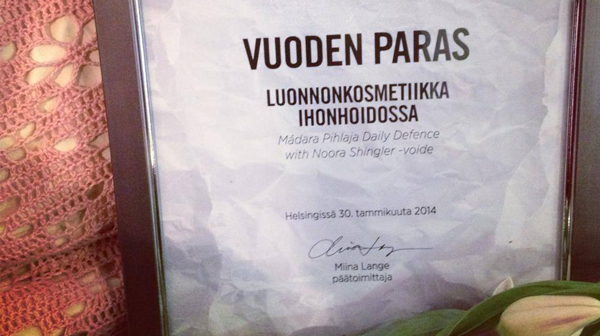 VUODEN PARAS
LUONNONKOSMETIIKKA
IHONHOIDOSSA
Mádara Pihlaja Daily Defence
with Noora Shingler -voide
Helsingissä 30. tammikuuta 2014
Miina Lange
päätoimittaja